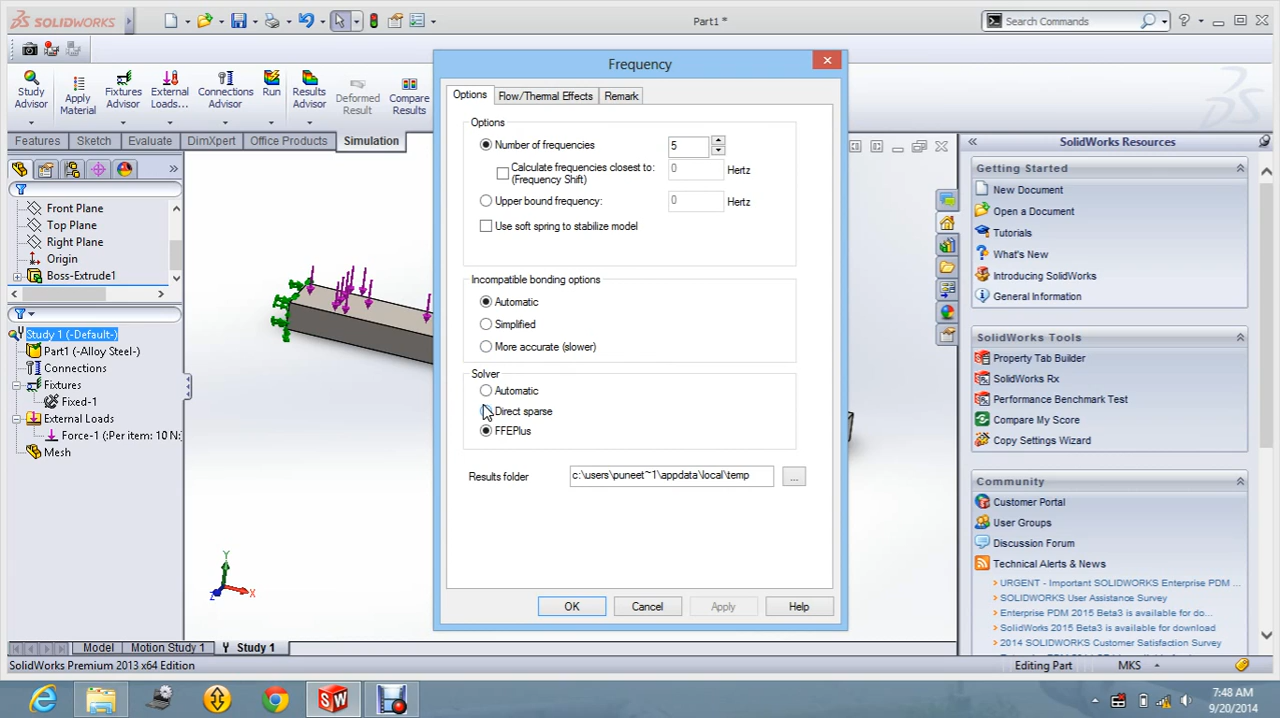 SOLIDWORKS
Part1 *
Search Commands
Study Advisor
Apply Material
Fixtures Advisor
External Loads...
Connections Advisor
Run
Results Advisor
Deformed Result
Compare Results
Features
Sketch
Evaluate
DimXpert
Office Products
Simulation
Front Plane
Top Plane
Right Plane
Origin
Boss-Extrude1
Study 1 (-Default-)
Part1 (-Alloy Steel-)
Connections
Fixtures
Fixed-1
External Loads
Force-1 (:Per item: 10 N:
Mesh
Y
X
Z
Frequency
Options
Flow/Thermal Effects
Remark
Options
Number of frequencies
5
Calculate frequencies closest to:
(Frequency Shift)
0
Hertz
Upper bound frequency:
0
Hertz
Use soft spring to stabilize model
Incompatible bonding options
Automatic
Simplified
More accurate (slower)
Solver
Automatic
Direct sparse
FFEPlus
Results folder
c:\users\puneet~1\appdata\local\temp
...
OK
Cancel
Apply
Help
SolidWorks Resources
Getting Started
New Document
Open a Document
Tutorials
What's New
Introducing SolidWorks
General Information
SolidWorks Tools
Property Tab Builder
SolidWorks Rx
Performance Benchmark Test
Compare My Score
Copy Settings Wizard
Community
Customer Portal
User Groups
Discussion Forum
Technical Alerts & News
URGENT - Important SOLIDWORKS Enterprise PDM ...
SOLIDWORKS User Assistance Survey
Enterprise PDM 2015 Beta3 is available for do...
SolidWorks 2015 Beta3 is available for download
2014 SOLIDWORKS Customer Satisfaction Survey
Model
Motion Study 1
Study 1
SolidWorks Premium 2013 x64 Edition
Editing Part
MKS
7:48 AM
9/20/2014